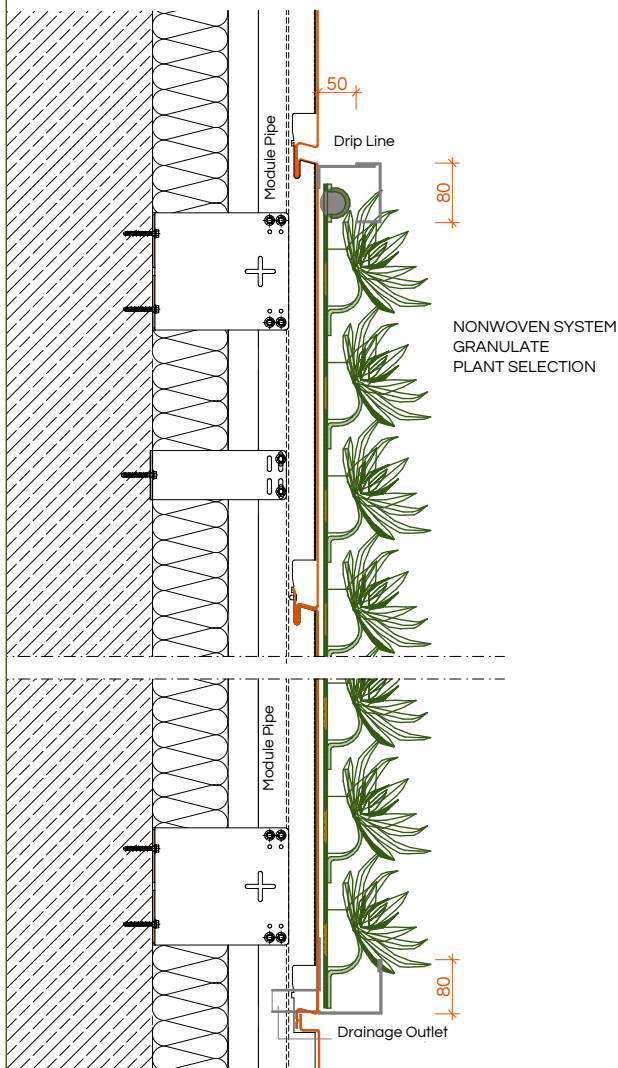 50
Drip Line
Module Pipe
80
NONWOVEN SYSTEM
GRANULATE
PLANT SELECTION
Module Pipe
80
Drainage Outlet